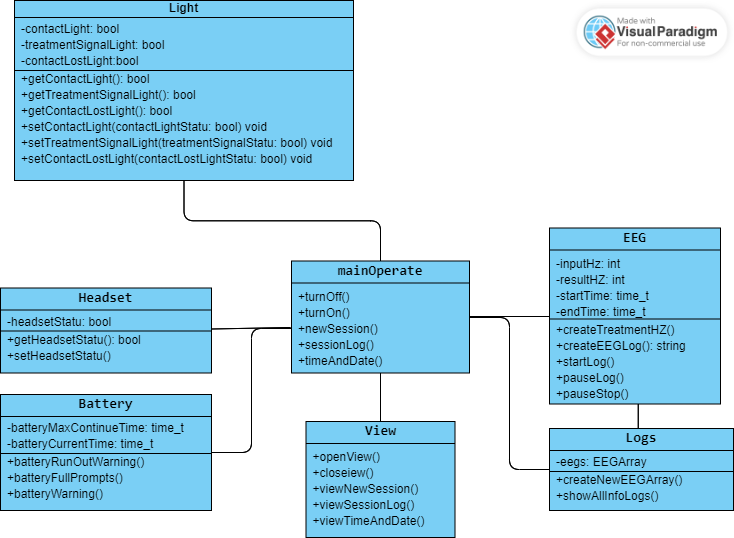 Light
-contactLight: bool
-treatmentSignalLight: bool
-contactLostLight:bool
+getContactLight(): bool
+getTreatmentSignalLight(): bool
+getContactLostLight(): bool
+setContactLight(contactLightStatu: bool) void
+setTreatmentSignalLight(treatmentSignalStatu: bool) void
+setContactLostLight(contactLostLightStatu: bool) void
Made with
VisualParadigm
For non-commercial use
mainOperate
+turnOff()
+turnOn()
+newSession()
+sessionLog()
+timeAndDate()
EEG
-inputHz: int
-resultHZ: int
-startTime: time_t
-endTime: time_t
+createTreatmentHZ()
+createEEGLog(): string
+startLog()
+pauseLog()
+pauseStop()
Headset
-headsetStatu: bool
+getHeadsetStatu(): bool
+setHeadsetStatu()
Battery
-batteryMaxContinueTime: time_t
-batteryCurrentTime: time_t
+batteryRunOutWarning()
+batteryFullPrompts()
+batteryWarning()
View
+openView()
+closeiew()
+viewNewSession()
+viewSessionLog()
+viewTimeAndDate()
Logs
-eegs: EEGArray
+createNewEEGArray()
+showAllInfoLogs()